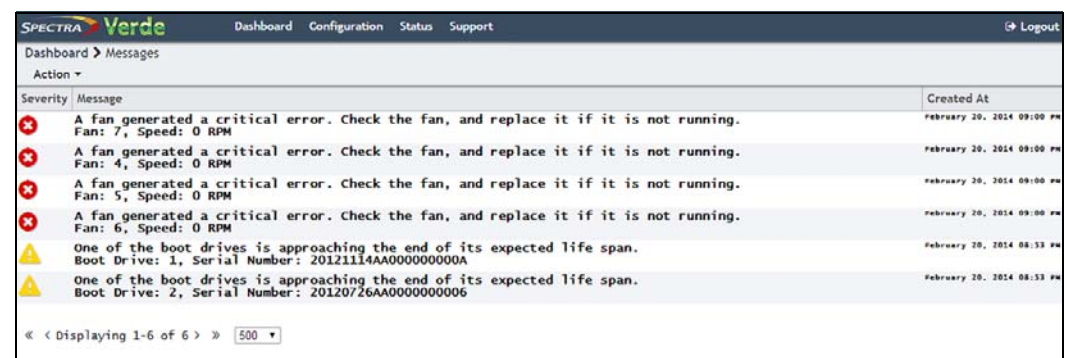 SPECTRA Verde Dashboard Configuration Status Support Logout
Dashboard > Messages
Action
Severity Message Created At
A fan generated a critical error. Check the fan, and replace it if it is not running. February 20, 2014 09:00 PM
Fan: 7, Speed: 0 RPM
A fan generated a critical error. Check the fan, and replace it if it is not running. February 20, 2014 09:00 PM
Fan: 4, Speed: 0 RPM
A fan generated a critical error. Check the fan, and replace it if it is not running. February 20, 2014 09:00 PM
Fan: 5, Speed: 0 RPM
A fan generated a critical error. Check the fan, and replace it if it is not running. February 20, 2014 09:00 PM
Fan: 6, Speed: 0 RPM
One of the boot drives is approaching the end of its expected life span. February 20, 2014 08:53 PM
Boot Drive: 1, Serial Number: 20121114AA000000000A
One of the boot drives is approaching the end of its expected life span. February 20, 2014 08:53 PM
Boot Drive: 2, Serial Number: 20120726AA0000000006
« < Displaying 1-6 of 6 > » 500